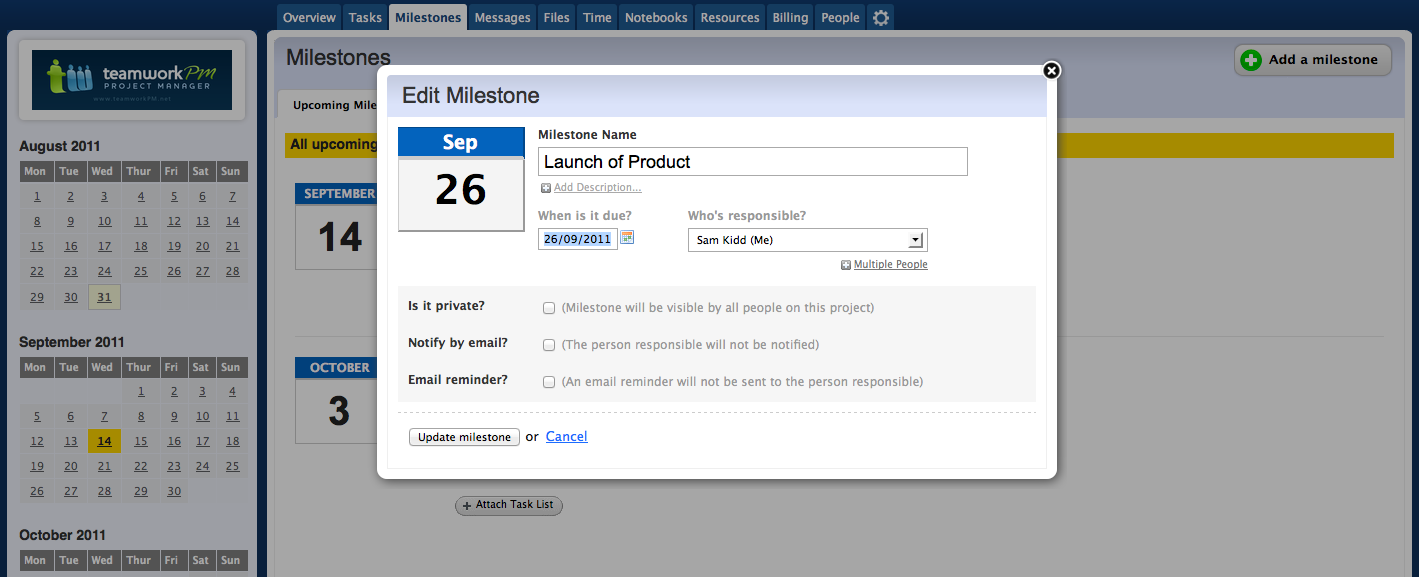 Overview Tasks Milestones Messages Files Time Notebooks Resources Billing People
teamworkPM
PROJECT MANAGER
www.teamworkPM.net
August 2011
Mon Tue Wed Thur Fri Sat Sun
1 2 3 4 5 6 7
8 9 10 11 12 13 14
15 16 17 18 19 20 21
22 23 24 25 26 27 28
29 30 31
September 2011
Mon Tue Wed Thur Fri Sat Sun
1 2 3 4
5 6 7 8 9 10 11
12 13 14 15 16 17 18
19 20 21 22 23 24 25
26 27 28 29 30
October 2011
Mon Tue Wed Thur Fri Sat Sun
Milestones
Add a milestone
Upcoming Mile
All upcoming
SEPTEMBER
14
OCTOBER
3
+ Attach Task List
Edit Milestone
Sep
26
Milestone Name
Launch of Product
Add Description...
When is it due? Who's responsible?
26/09/2011 Sam Kidd (Me)
Multiple People
Is it private? (Milestone will be visible by all people on this project)
Notify by email? (The person responsible will not be notified)
Email reminder? (An email reminder will not be sent to the person responsible)
Update milestone or Cancel